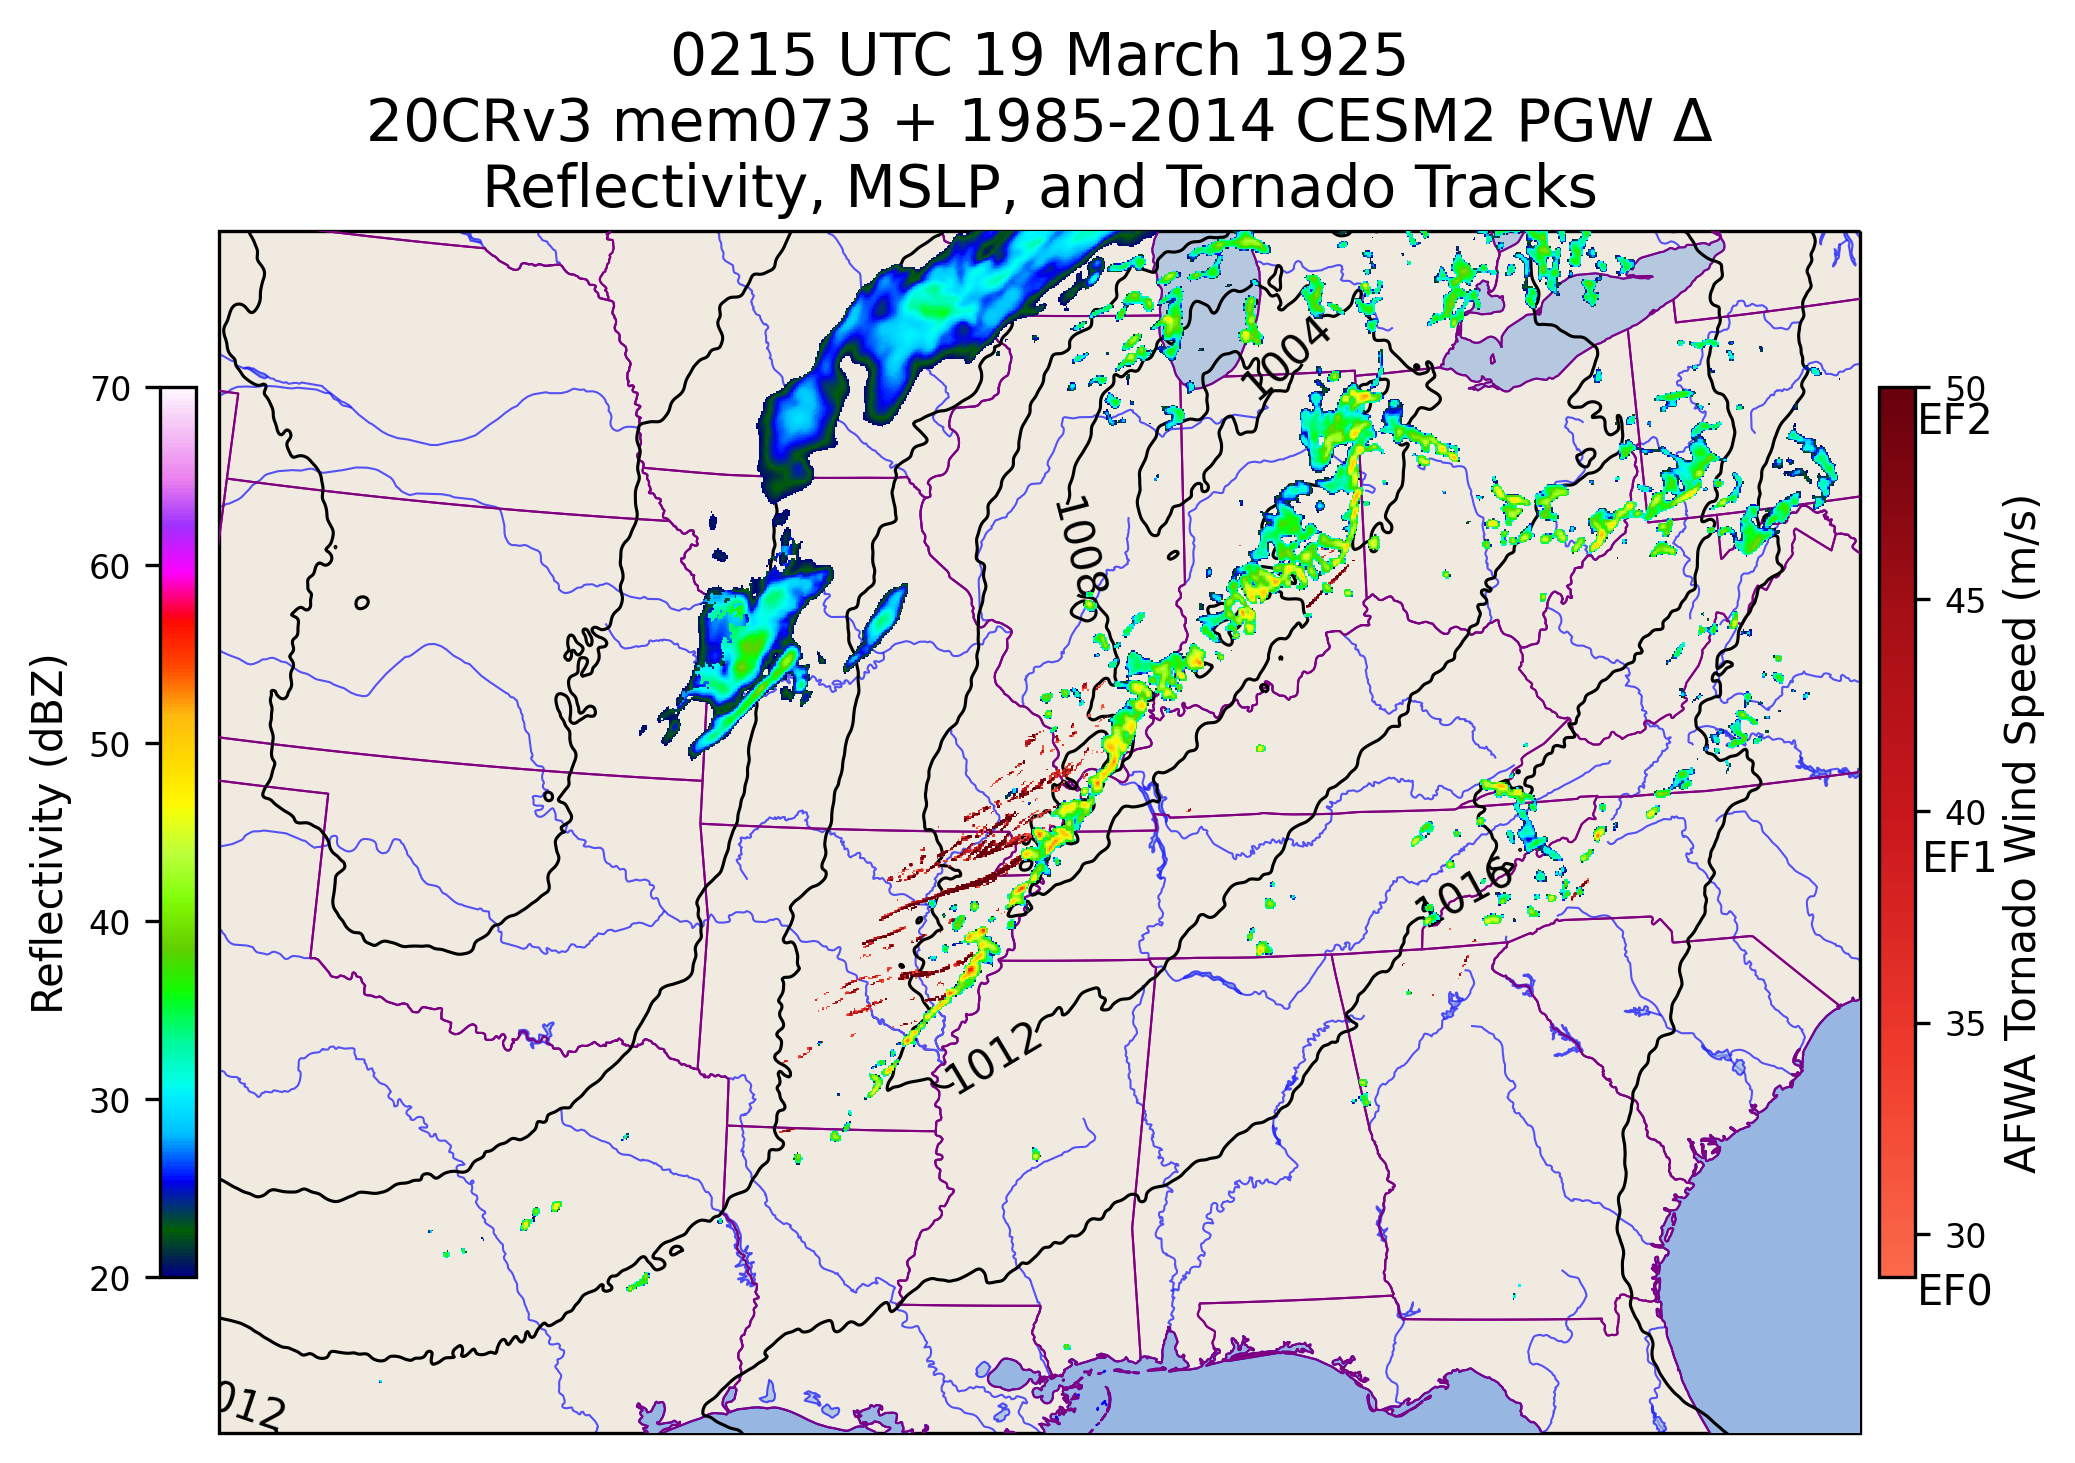 0215 UTC 19 March 1925
20CRv3 mem073 + 1985-2014 CESM2 PGW Δ
Reflectivity, MSLP, and Tornado Tracks
Reflectivity (dBZ)
70
60
50
40
30
20
1004
1008
1016
1012
012
50
EF2
45
40
EF1
35
30
EF0
AFWA Tornado Wind Speed (m/s)